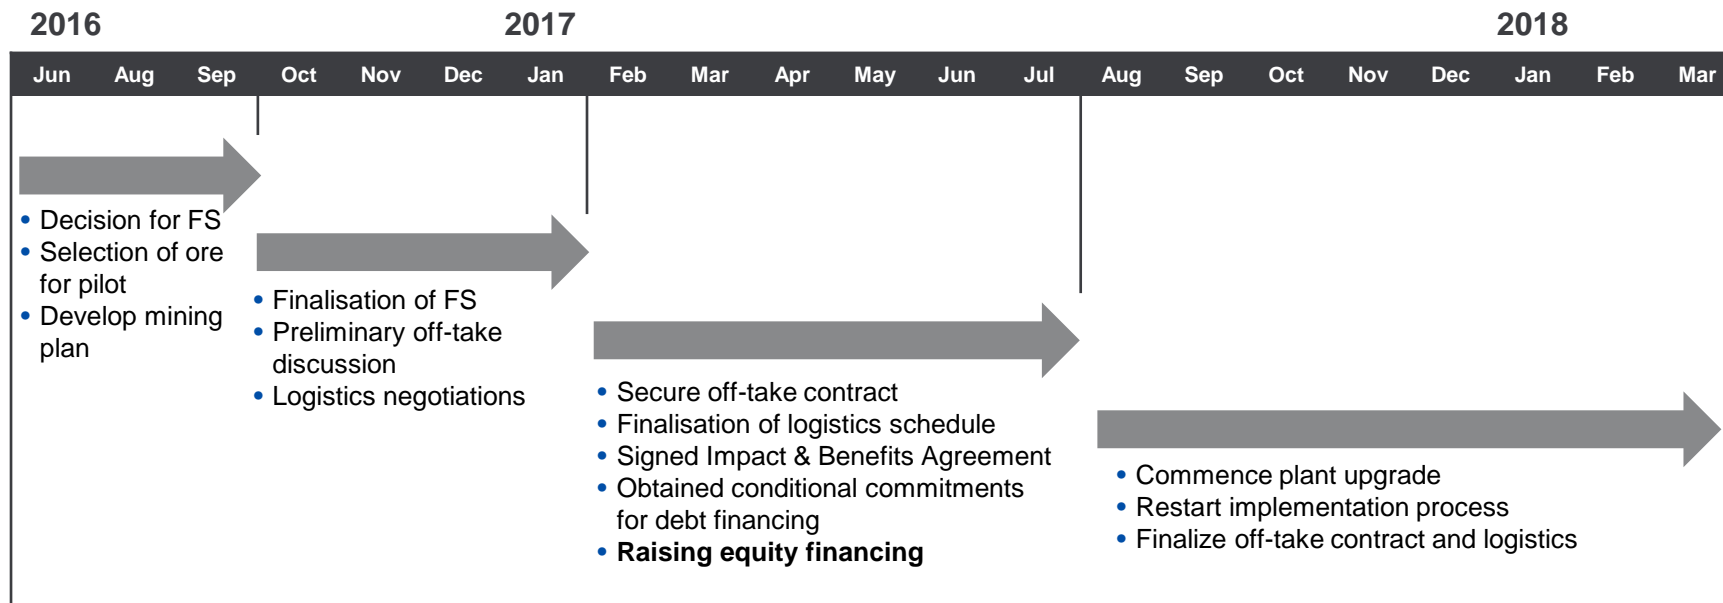 2016 2017 2018
Jun Aug Sep Oct Nov Dec Jan Feb Mar Apr May Jun Jul Aug Sep Oct Nov Dec Jan Feb Mar
• Decision for FS
• Selection of ore
for pilot
• Develop mining
plan
• Finalisation of FS
• Preliminary off-take
discussion
• Logistics negotiations
• Secure off-take contract
• Finalisation of logistics schedule
• Signed Impact & Benefits Agreement
• Obtained conditional commitments
for debt financing
• Raising equity financing
• Commence plant upgrade
• Restart implementation process
• Finalize off-take contract and logistics